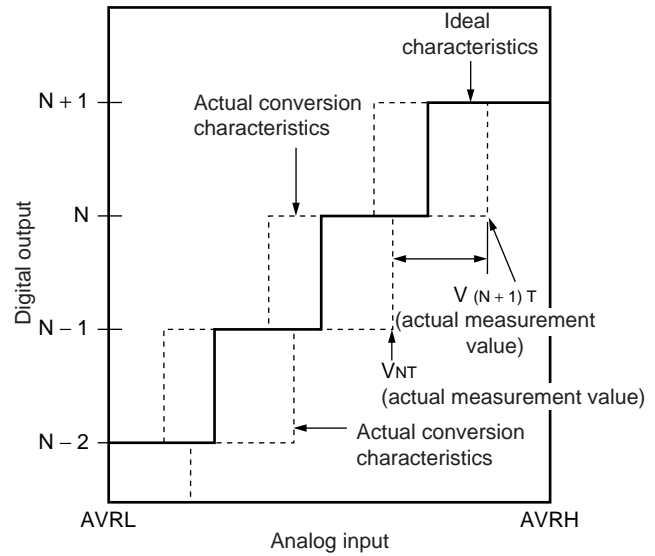 Ideal
characteristics
N + 1
Actual conversion
characteristics
N
Digital output
V (N + 1) T
(actual measurement
value)
N – 1
VNT
(actual measurement value)
N – 2
Actual conversion
characteristics
AVRL
AVRH
Analog input